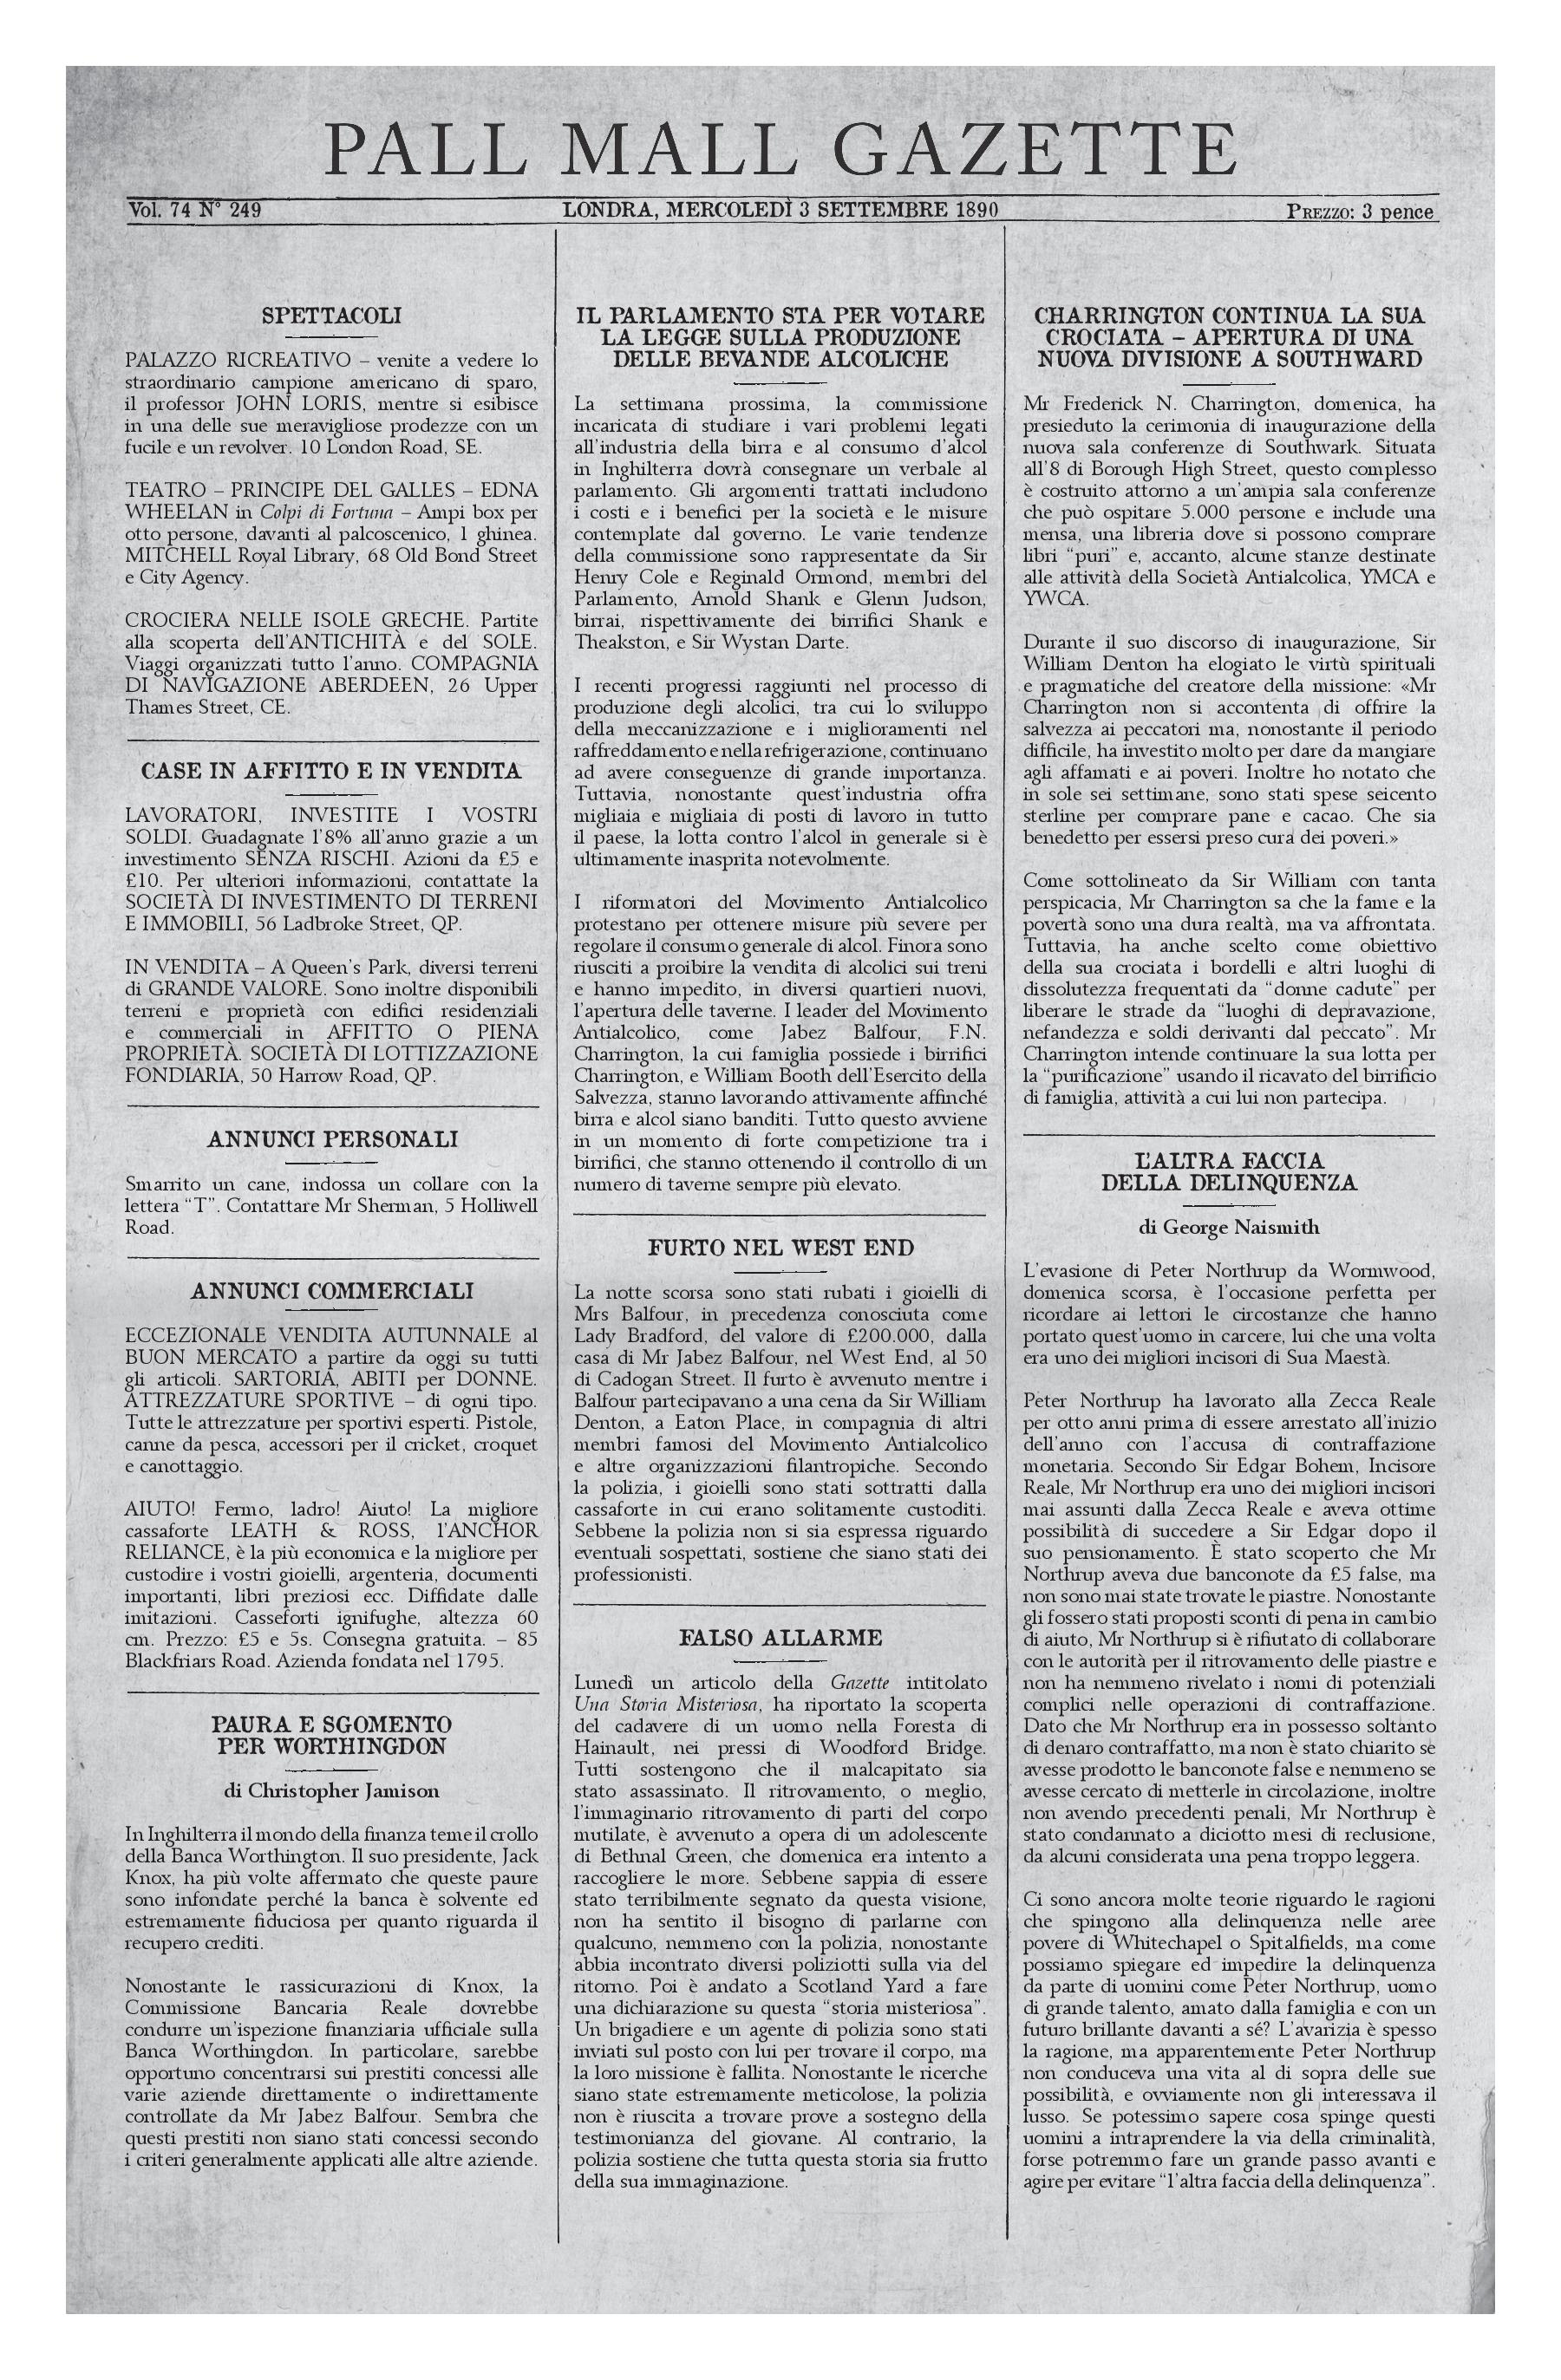 PALL MALL GAZETTE
Vol. 74 N° 249
LONDRA, MERCOLEDÌ 3 SETTEMBRE 1890
PREZZO: 3 pence
SPETTACOLI
PALAZZO RICREATIVO – venite a vedere lo
straordinario campione americano di sparo,
il professor JOHN LORIS, mentre si esibisce
in una delle sue meravigliose prodezze con un
fucile e un revolver. 10 London Road, SE.
TEATRO – PRINCIPE DEL GALLES – EDNA
WHEELAN in Colpi di Fortuna – Ampi box per
otto persone, davanti al palcoscenico, 1 ghinea.
MITCHELL Royal Library, 68 Old Bond Street
e City Agency.
CROCIERA NELLE ISOLE GRECHE. Partite
alla scoperta dell'ANTICHITÀ e del SOLE.
Viaggi organizzati tutto l'anno. COMPAGNIA
DI NAVIGAZIONE ABERDEEN, 26 Upper
Thames Street, CE.
CASE IN AFFITTO E IN VENDITA
LAVORATORI, INVESTITE I VOSTRI
SOLDI. Guadagnate l'8% all'anno grazie a un
investimento SENZA RISCHI. Azioni da £5 e
£10. Per ulteriori informazioni, contattate la
SOCIETÀ DI INVESTIMENTO DI TERRENI
E IMMOBILI, 56 Ladbroke Street, QP.
IN VENDITA – A Queen's Park, diversi terreni
di GRANDE VALORE. Sono inoltre disponibili
terreni e proprietà con edifici residenziali
e commerciali in AFFITTO O PIENA
PROPRIETÀ. SOCIETÀ DI LOTTIZZAZIONE
FONDIARIA, 50 Harrow Road, QP.
ANNUNCI PERSONALI
Smarrito un cane, indossa un collare con la
lettera “T”. Contattare Mr Sherman, 5 Holliwell
Road.
ANNUNCI COMMERCIALI
ECCEZIONALE VENDITA AUTUNNALE al
BUON MERCATO a partire da oggi su tutti
gli articoli. SARTORIA, ABITI per DONNE.
ATTREZZATURE SPORTIVE – di ogni tipo.
Tutte le attrezzature per sportivi esperti. Pistole,
canne da pesca, accessori per il cricket, croquet
e canottaggio.
AIUTO! Fermo, ladro! Aiuto! La migliore
cassaforte LEATH & ROSS, l'ANCHOR
RELIANCE, è la più economica e la migliore per
custodire i vostri gioielli, argenteria, documenti
importanti, libri preziosi ecc. Diffidate dalle
imitazioni. Casseforti ignifughe, altezza 60
cm. Prezzo: £5 e 5s. Consegna gratuita. – 85
Blackfriars Road. Azienda fondata nel 1795.
PAURA E SGOMENTO
PER WORTHINGDON
di Christopher Jamison
In Inghilterra il mondo della finanza teme il crollo
della Banca Worthington. Il suo presidente, Jack
Knox, ha più volte affermato che queste paure
sono infondate perché la banca è solvente ed
estremamente fiduciosa per quanto riguarda il
recupero crediti.
Nonostante le rassicurazioni di Knox, la
Commissione Bancaria Reale dovrebbe
condurre un'ispezione finanziaria ufficiale sulla
Banca Worthingdon. In particolare, sarebbe
opportuno concentrarsi sui prestiti concessi alle
varie aziende direttamente o indirettamente
controllate da Mr Jabez Balfour. Sembra che
questi prestiti non siano stati concessi secondo
i criteri generalmente applicati alle altre aziende.
IL PARLAMENTO STA PER VOTARE
LA LEGGE SULLA PRODUZIONE
DELLE BEVANDE ALCOLICHE
La settimana prossima, la commissione
incaricata di studiare i vari problemi legati
all'industria della birra e al consumo d'alcol
in Inghilterra dovrà consegnare un verbale al
parlamento. Gli argomenti trattati includono
i costi e i benefici per la società e le misure
contemplate dal governo. Le varie tendenze
della commissione sono rappresentate da Sir
Henry Cole e Reginald Ormond, membri del
Parlamento, Arnold Shank e Glenn Judson,
birrai, rispettivamente dei birrifici Shank e
Theakston, e Sir Wystan Darte.
I recenti progressi raggiunti nel processo di
produzione degli alcolici, tra cui lo sviluppo
della meccanizzazione e i miglioramenti nel
raffreddamento e nella refrigerazione, continuano
ad avere conseguenze di grande importanza.
Tuttavia, nonostante quest'industria offra
migliaia e migliaia di posti di lavoro in tutto
il paese, la lotta contro l'alcol in generale si è
ultimamente inasprita notevolmente.
I riformatori del Movimento Antialcolico
protestano per ottenere misure più severe per
regolare il consumo generale di alcol. Finora sono
riusciti a proibire la vendita di alcolici sui treni
e hanno impedito, in diversi quartieri nuovi,
l'apertura delle taverne. I leader del Movimento
Antialcolico, come Jabez Balfour, F.N.
Charrington, la cui famiglia possiede i birrifici
Charrington, e William Booth dell'Esercito della
Salvezza, stanno lavorando attivamente affinché
birra e alcol siano banditi. Tutto questo avviene
in un momento di forte competizione tra i
birrifici, che stanno ottenendo il controllo di un
numero di taverne sempre più elevato.
FURTO NEL WEST END
La notte scorsa sono stati rubati i gioielli di
Mrs Balfour, in precedenza conosciuta come
Lady Bradford, del valore di £200.000, dalla
casa di Mr Jabez Balfour, nel West End, al 50
di Cadogan Street. Il furto è avvenuto mentre i
Balfour partecipavano a una cena da Sir William
Denton, a Eaton Place, in compagnia di altri
membri famosi del Movimento Antialcolico
e altre organizzazioni filantropiche. Secondo
la polizia, i gioielli sono stati sottratti dalla
cassaforte in cui erano solitamente custoditi.
Sebbene la polizia non si sia espressa riguardo
eventuali sospettati, sostiene che siano stati dei
professionisti.
FALSO ALLARME
Lunedì un articolo della Gazette intitolato
Una Storia Misteriosa, ha riportato la scoperta
del cadavere di un uomo nella Foresta di
Hainault, nei pressi di Woodford Bridge.
Tutti sostengono che il malcapitato sia
stato assassinato. Il ritrovamento, o meglio,
l'immaginario ritrovamento di parti del corpo
mutilate, è avvenuto a opera di un adolescente
di Bethnal Green, che domenica era intento a
raccogliere le more. Sebbene sappia di essere
stato terribilmente segnato da questa visione,
non ha sentito il bisogno di parlarne con
qualcuno, nemmeno con la polizia, nonostante
abbia incontrato diversi poliziotti sulla via del
ritorno. Poi è andato a Scotland Yard a fare
una dichiarazione su questa “storia misteriosa”.
Un brigadiere e un agente di polizia sono stati
inviati sul posto con lui per trovare il corpo, ma
la loro missione è fallita. Nonostante le ricerche
siano state estremamente meticolose, la polizia
non è riuscita a trovare prove a sostegno della
testimonianza del giovane. Al contrario, la
polizia sostiene che tutta questa storia sia frutto
della sua immaginazione.
CHARRINGTON CONTINUA LA SUA
CROCIATA – APERTURA DI UNA
NUOVA DIVISIONE A SOUTHWARD
Mr Frederick N. Charrington, domenica, ha
presieduto la cerimonia di inaugurazione della
nuova sala conferenze di Southwark. Situata
all'8 di Borough High Street, questo complesso
è costruito attorno a un'ampia sala conferenze
che può ospitare 5.000 persone e include una
mensa, una libreria dove si possono comprare
libri “puri” e, accanto, alcune stanze destinate
alle attività della Società Antialcolica, YMCA e
YWCA.
Durante il suo discorso di inaugurazione, Sir
William Denton ha elogiato le virtù spirituali
e pragmatiche del creatore della missione: «Mr
Charrington non si accontenta di offrire la
salvezza ai peccatori ma, nonostante il periodo
difficile, ha investito molto per dare da mangiare
agli affamati e ai poveri. Inoltre ho notato che
in sole sei settimane, sono stati spese seicento
sterline per comprare pane e cacao. Che sia
benedetto per essersi preso cura dei poveri.»
Come sottolineato da Sir William con tanta
perspicacia, Mr Charrington sa che la fame e la
povertà sono una dura realtà, ma va affrontata.
Tuttavia, ha anche scelto come obiettivo
della sua crociata i bordelli e altri luoghi di
dissolutezza frequentati da “donne cadute” per
liberare le strade da “luoghi di depravazione,
nefandezza e soldi derivanti dal peccato”. Mr
Charrington intende continuare la sua lotta per
la “purificazione” usando il ricavato del birrificio
di famiglia, attività a cui lui non partecipa.
L'ALTRA FACCIA
DELLA DELINQUENZA
di George Naismith
L'evasione di Peter Northrup da Wormwood,
domenica scorsa, è l'occasione perfetta per
ricordare ai lettori le circostanze che hanno
portato quest'uomo in carcere, lui che una volta
era uno dei migliori incisori di Sua Maestà.
Peter Northrup ha lavorato alla Zecca Reale
per otto anni prima di essere arrestato all'inizio
dell'anno con l'accusa di contraffazione
monetaria. Secondo Sir Edgar Bohem, Incisore
Reale, Mr Northrup era uno dei migliori incisori
mai assunti dalla Zecca Reale e aveva ottime
possibilità di succedere a Sir Edgar dopo il
suo pensionamento. È stato scoperto che Mr
Northrup aveva due banconote da £5 false, ma
non sono mai state trovate le piastre. Nonostante
gli fossero stati proposti sconti di pena in cambio
di aiuto, Mr Northrup si è rifiutato di collaborare
con le autorità per il ritrovamento delle piastre e
non ha nemmeno rivelato i nomi di potenziali
complici nelle operazioni di contraffazione.
Dato che Mr Northrup era in possesso soltanto
di denaro contraffatto, ma non è stato chiarito se
avesse prodotto le banconote false e nemmeno se
avesse cercato di metterle in circolazione, inoltre
non avendo precedenti penali, Mr Northrup è
stato condannato a diciotto mesi di reclusione,
da alcuni considerata una pena troppo leggera.
Ci sono ancora molte teorie riguardo le ragioni
che spingono alla delinquenza nelle aree
povere di Whitechapel o Spitalfields, ma come
possiamo spiegare ed impedire la delinquenza
da parte di uomini come Peter Northrup, uomo
di grande talento, amato dalla famiglia e con un
futuro brillante davanti a sé? L'avarizia è spesso
la ragione, ma apparentemente Peter Northrup
non conduceva una vita al di sopra delle sue
possibilità, e ovviamente non gli interessava il
lusso. Se potessimo sapere cosa spinge questi
uomini a intraprendere la via della criminalità,
forse potremmo fare un grande passo avanti e
agire per evitare “l'altra faccia della delinquenza”.